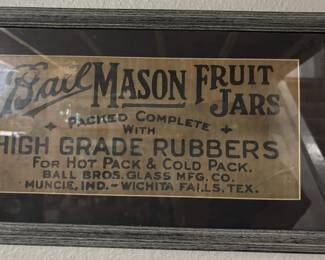 Ball MASON FRUIT
JARS
PACKED COMPLETE
WITH
HIGH GRADE RUBBERS
FOR HOT PACK & COLD PACK.
BALL BROS. GLASS MFG. CO.
MUNCIE, IND.- WICHITA FALLS, TEX.